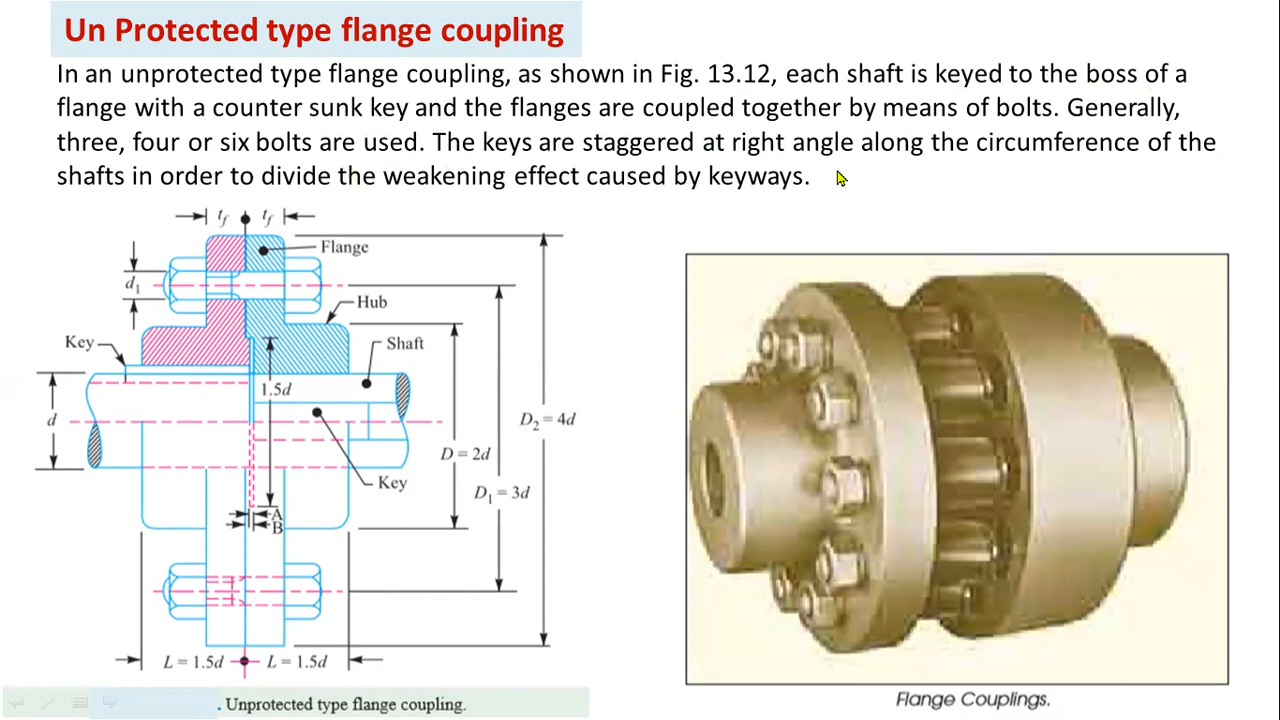 Un Protected type flange coupling
In an unprotected type flange coupling, as shown in Fig. 13.12, each shaft is keyed to the boss of a
flange with a counter sunk key and the flanges are coupled together by means of bolts. Generally,
three, four or six bolts are used. The keys are staggered at right angle along the circumference of the
shafts in order to divide the weakening effect caused by keyways.
tf tf
Flange
d1
Hub
Key
Shaft
1.5d
d
D2 = 4d
D = 2d
Key
D1 = 3d
A
B
L = 1.5d L = 1.5d
. Unprotected type flange coupling.
Flange Couplings.